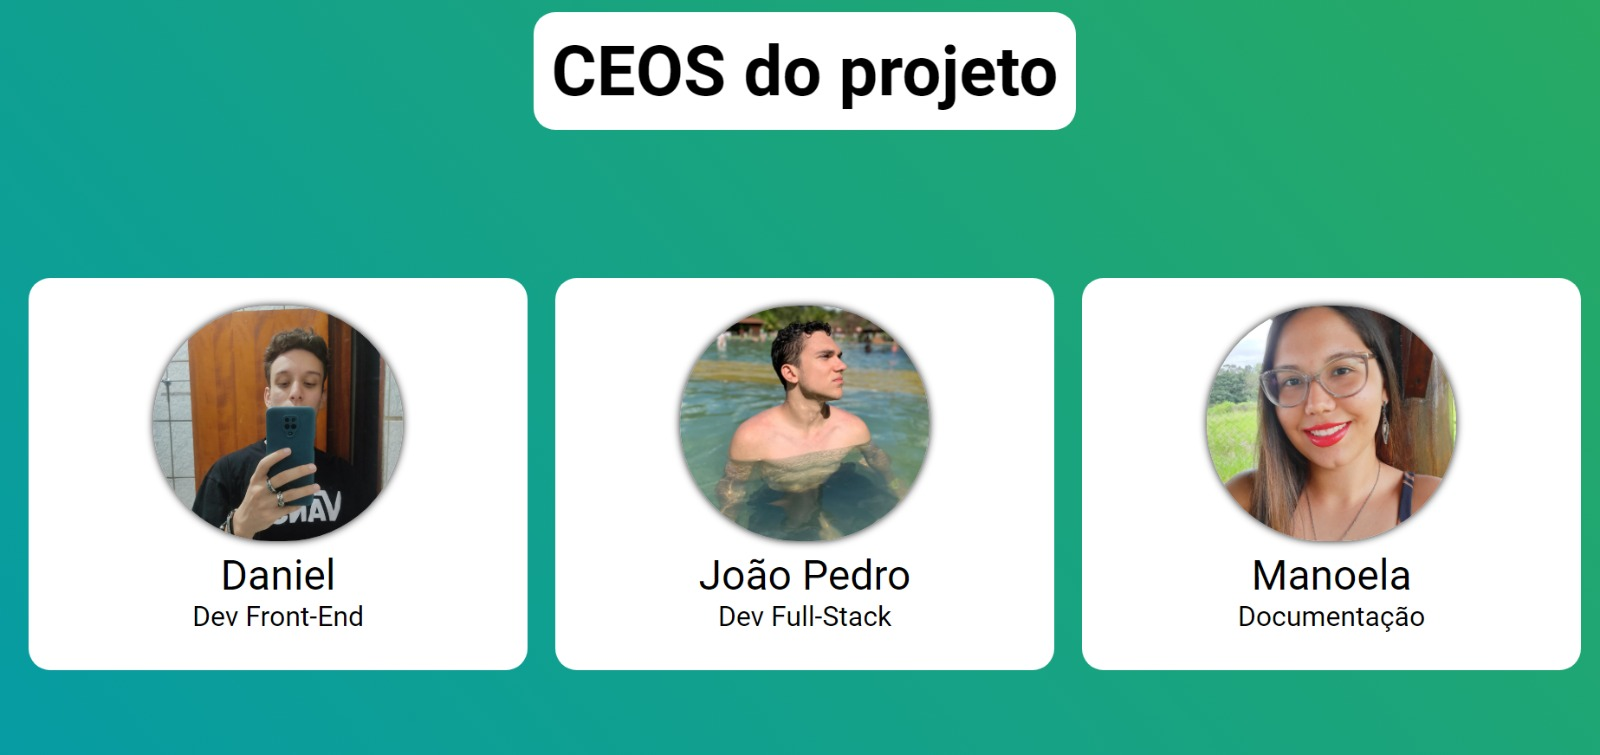 CEOS do projeto
Daniel
Dev Front-End
João Pedro
Dev Full-Stack
Manoela
Documentação